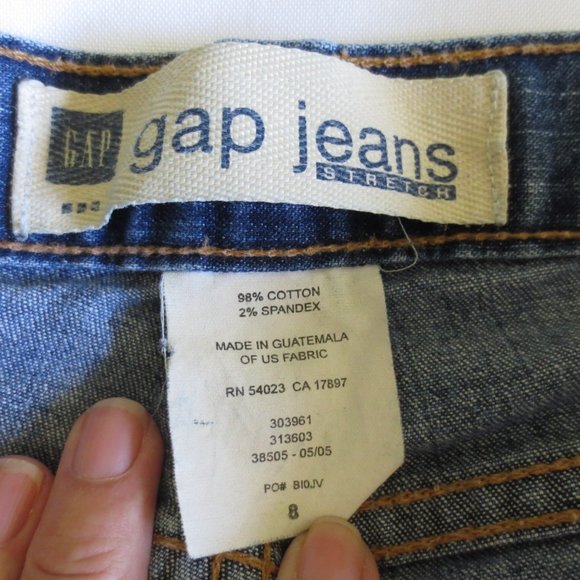 GAP
gap jeans
STRETCH
98% COTTON
2% SPANDEX
MADE IN GUATEMALA
OF US FABRIC
RN 54023 CA 17897
303961
313603
38505 - 05/05
PO# BI0JV
8